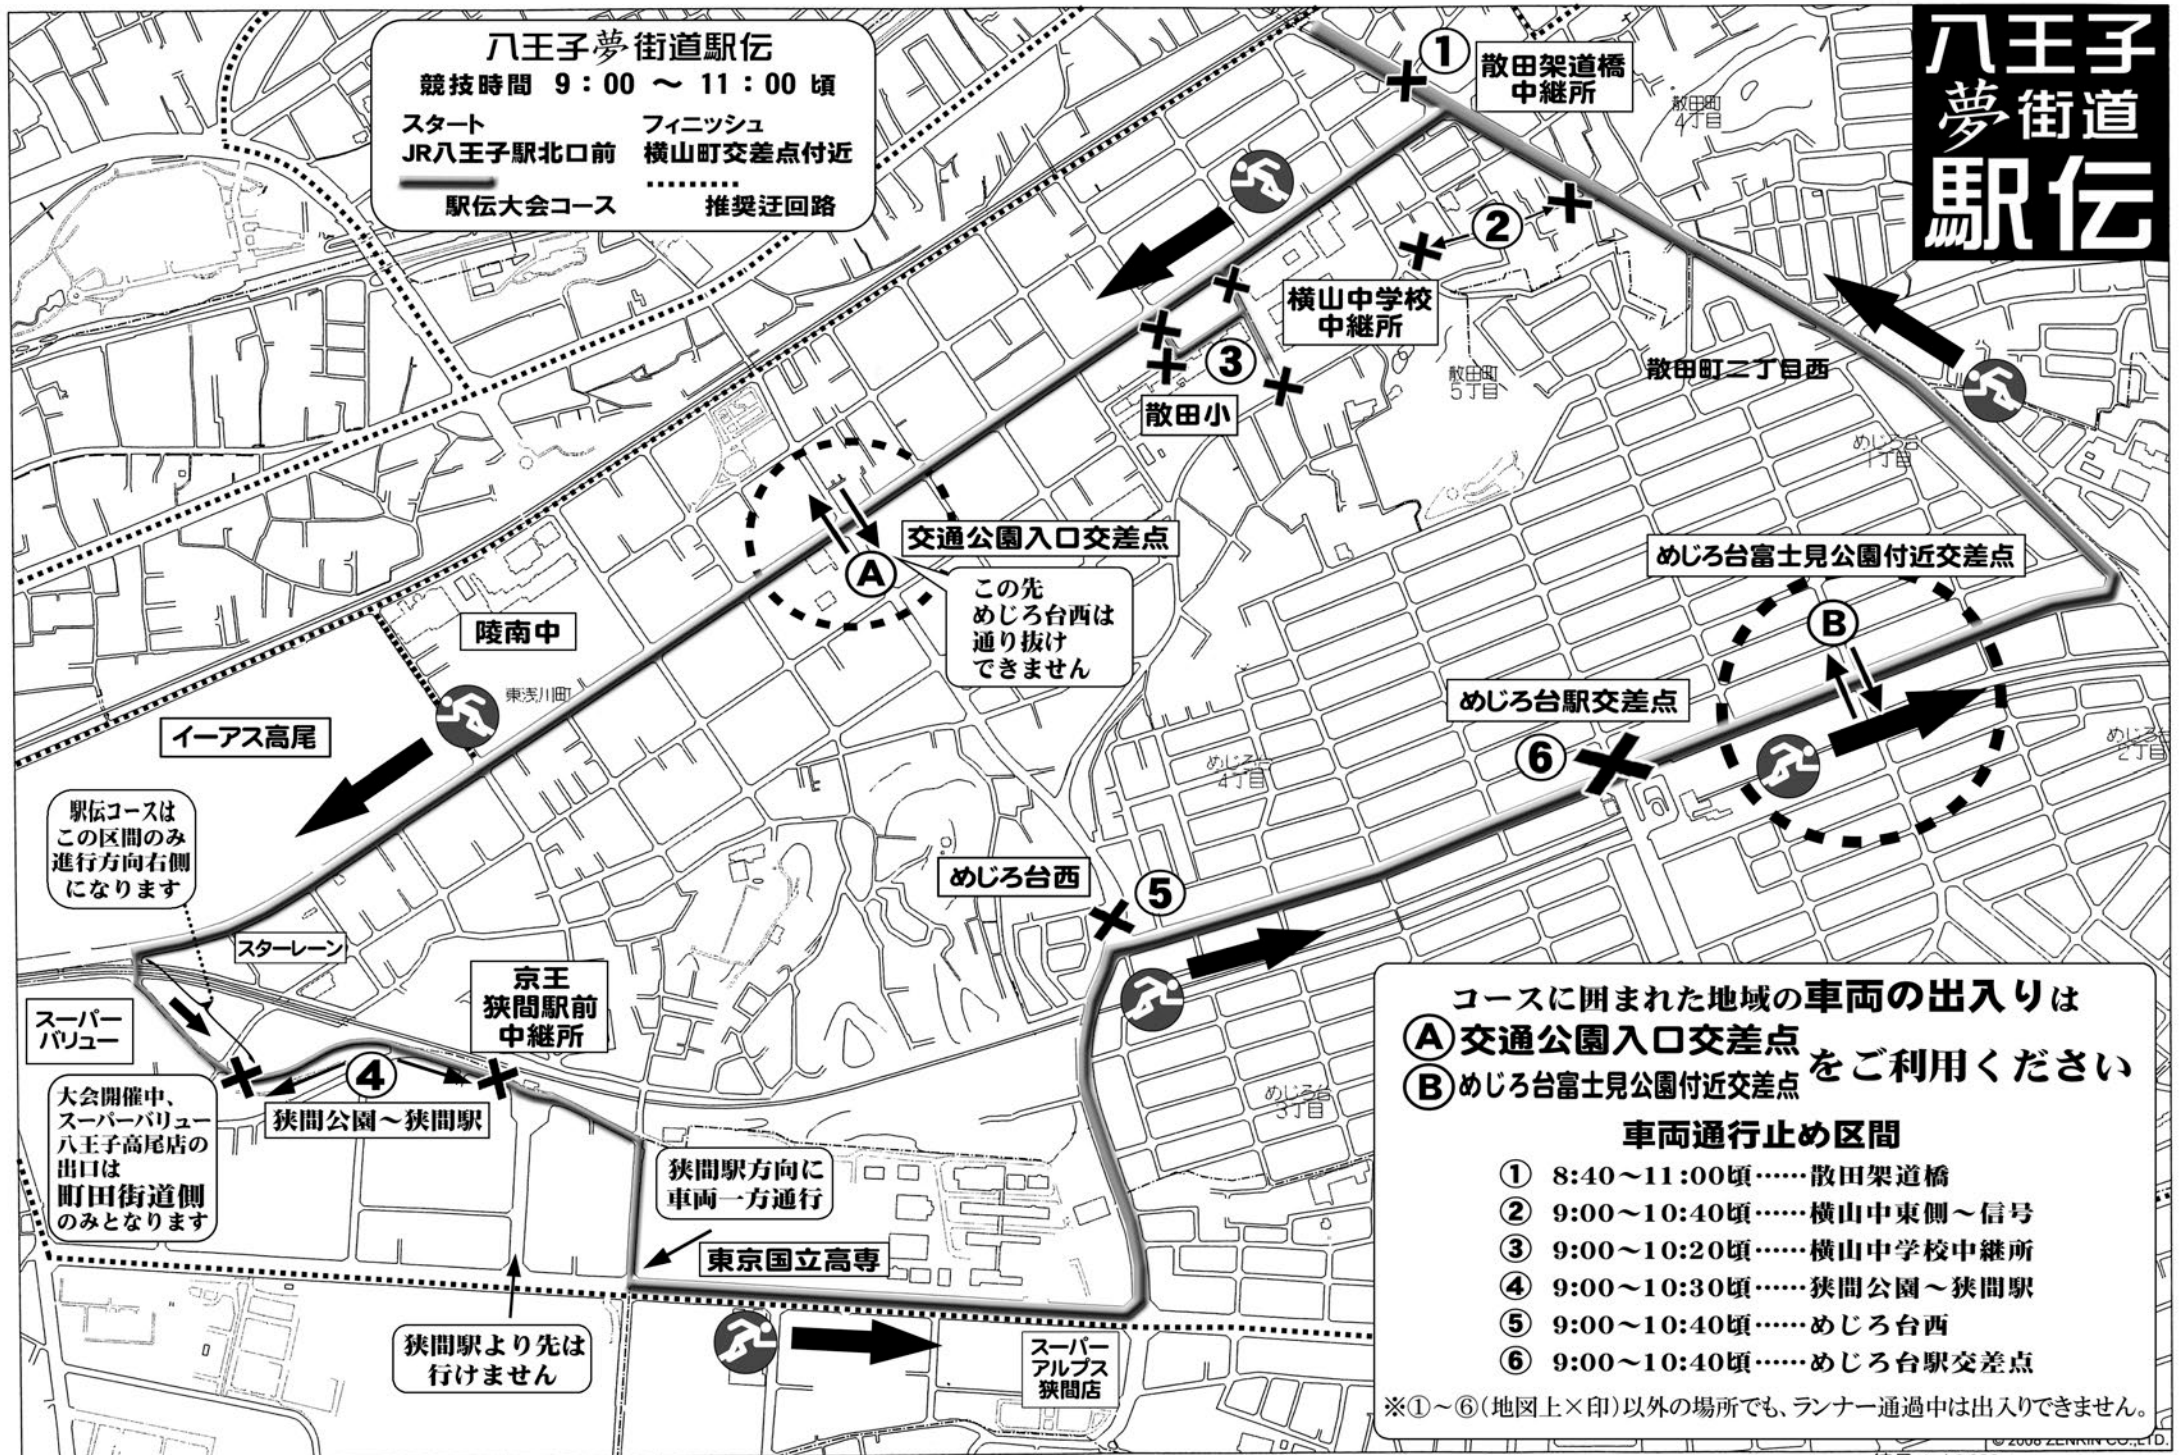 八王子夢街道駅伝
競技時間 9：00 ～ 11：00 頃
スタート
JR八王子駅北口前
フィニッシュ
横山町交差点付近
駅伝大会コース
推奨迂回路
八王子
夢街道
駅伝
①
散田架道橋
中継所
散田町
4丁目
②
横山中学校
中継所
③
散田小
散田町
5丁目
散田町二丁目西
めじろ台
1丁目
交通公園入口交差点
A
この先
めじろ台西は
通り抜け
できません
めじろ台富士見公園付近交差点
B
陵南中
東浅川町
イーアス高尾
めじろ台駅交差点
⑥
めじろ台
4丁目
めじろ台
2丁目
駅伝コースは
この区間のみ
進行方向右側
になります
めじろ台西
⑤
スターレーン
京王
狭間駅前
中継所
スーパー
バリュー
④
狭間公園～狭間駅
大会開催中、
スーパーバリュー
八王子高尾店の
出口は
町田街道側
のみとなります
めじろ台
3丁目
狭間駅方向に
車両一方通行
東京国立高専
狭間駅より先は
行けません
スーパー
アルプス
狭間店
コースに囲まれた地域の車両の出入りは
A 交通公園入口交差点
B めじろ台富士見公園付近交差点
をご利用ください
車両通行止め区間
① 8:40～11:00頃……散田架道橋
② 9:00～10:40頃……横山中東側～信号
③ 9:00～10:20頃……横山中学校中継所
④ 9:00～10:30頃……狭間公園～狭間駅
⑤ 9:00～10:40頃……めじろ台西
⑥ 9:00～10:40頃……めじろ台駅交差点
※①～⑥(地図上×印)以外の場所でも、ランナー通過中は出入りできません。
© 2008 ZENRIN CO., LTD.